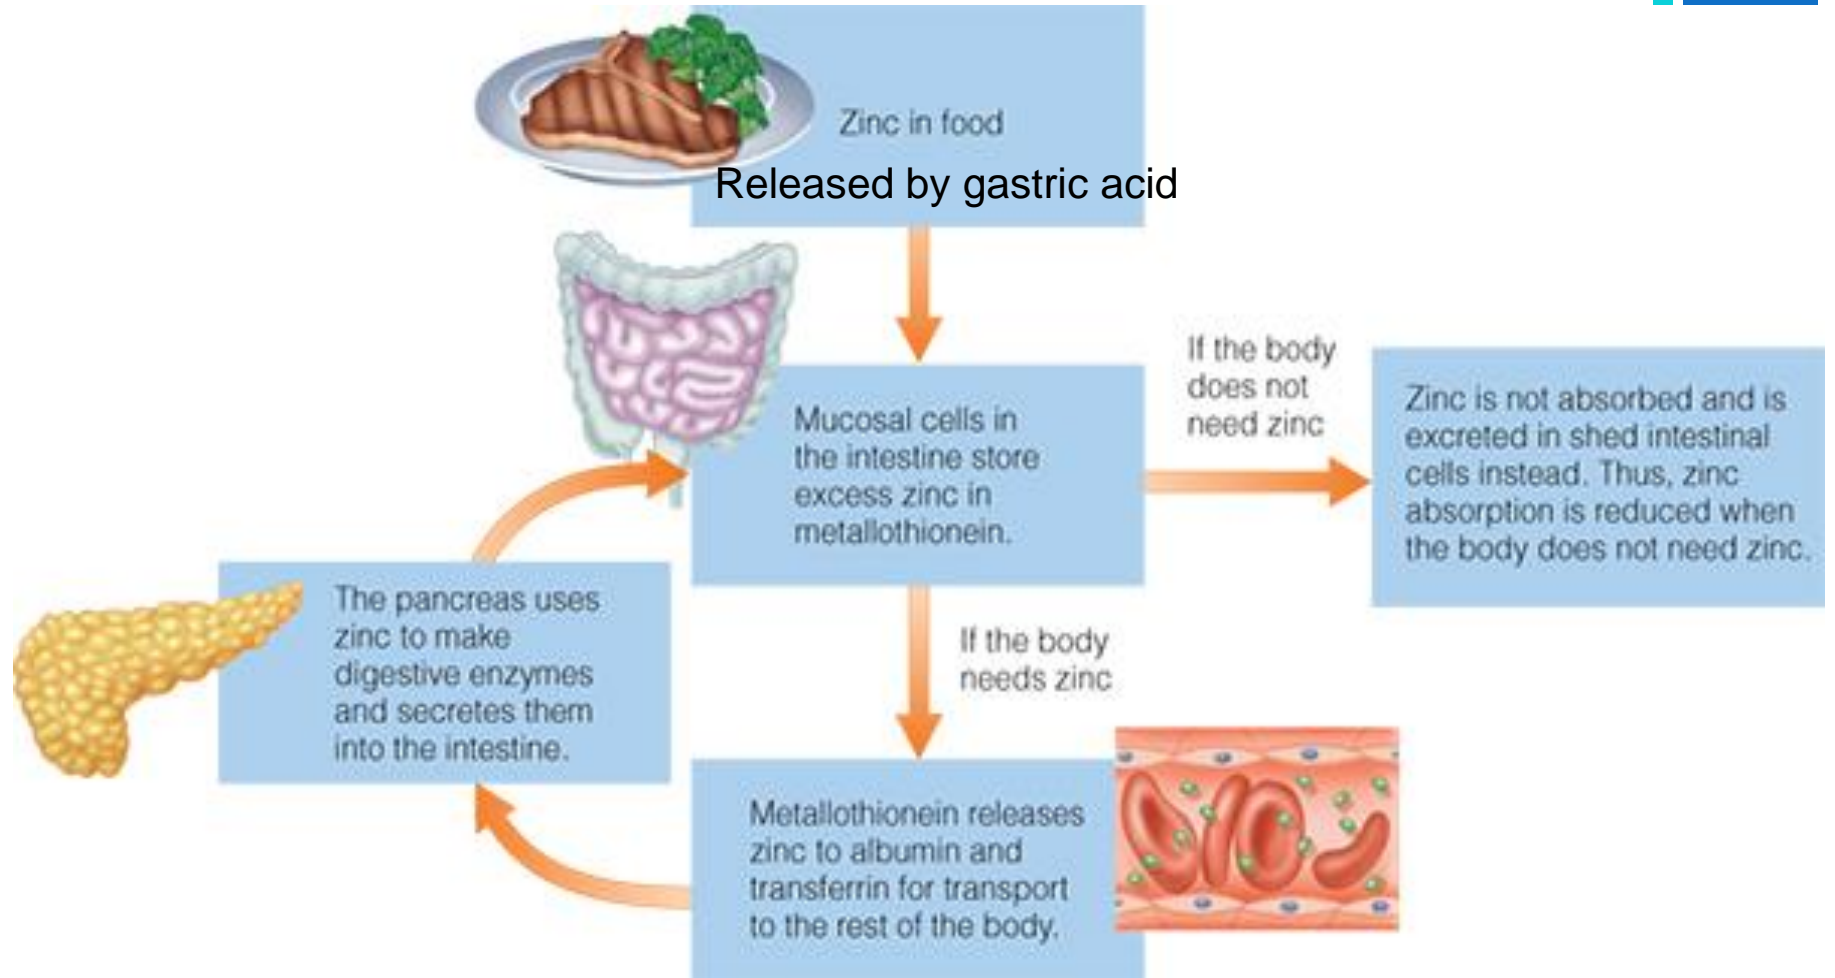 Zinc in food
Released by gastric acid
If the body
does not
need zinc
Mucosal cells in
the intestine store
excess zinc in
metallothionein.
Zinc is not absorbed and is
excreted in shed intestinal
cells instead. Thus, zinc
absorption is reduced when
the body does not need zinc.
The pancreas uses
zinc to make
digestive enzymes
and secretes them
into the intestine.
If the body
needs zinc
Metallothionein releases
zinc to albumin and
transferrin for transport
to the rest of the body.